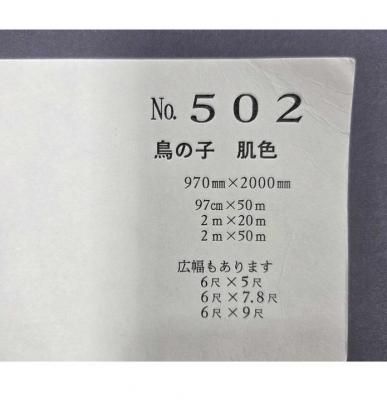 No. 502
鳥の子 肌色
970㎜×2000㎜
97㎝×50m
2m×20m
2m×50m
広幅もあります
6尺×5尺
6尺×7.8尺
6尺×9尺